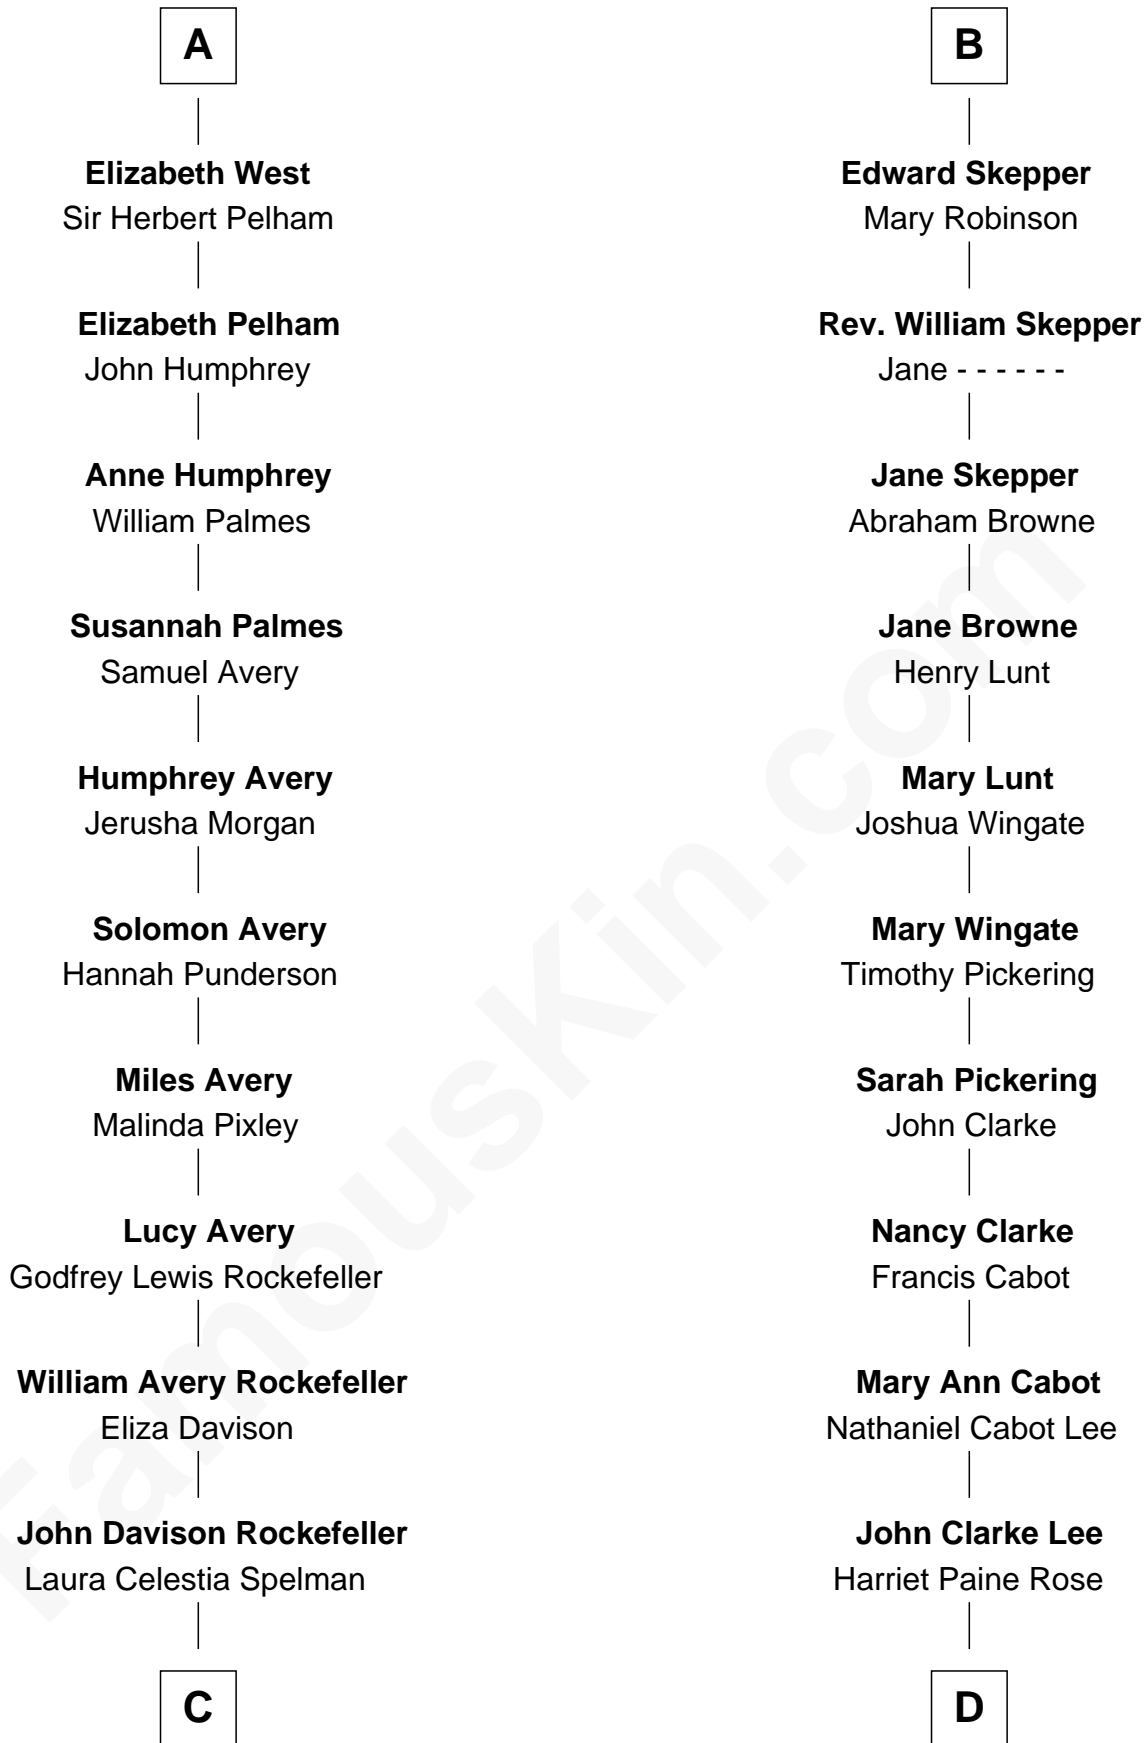 A
Elizabeth West
Sir Herbert Pelham
Elizabeth Pelham
John Humphrey
Anne Humphrey
William Palmes
Susannah Palmes
Samuel Avery
Humphrey Avery
Jerusha Morgan
Solomon Avery
Hannah Punderson
Miles Avery
Malinda Pixley
Lucy Avery
Godfrey Lewis Rockefeller
William Avery Rockefeller
Eliza Davison
John Davison Rockefeller
Laura Celestia Spelman
C
B
Edward Skepper
Mary Robinson
Rev. William Skepper
Jane - - - - - -
Jane Skepper
Abraham Browne
Jane Browne
Henry Lunt
Mary Lunt
Joshua Wingate
Mary Wingate
Timothy Pickering
Sarah Pickering
John Clarke
Nancy Clarke
Francis Cabot
Mary Ann Cabot
Nathaniel Cabot Lee
John Clarke Lee
Harriet Paine Rose
D
FamousKin.com